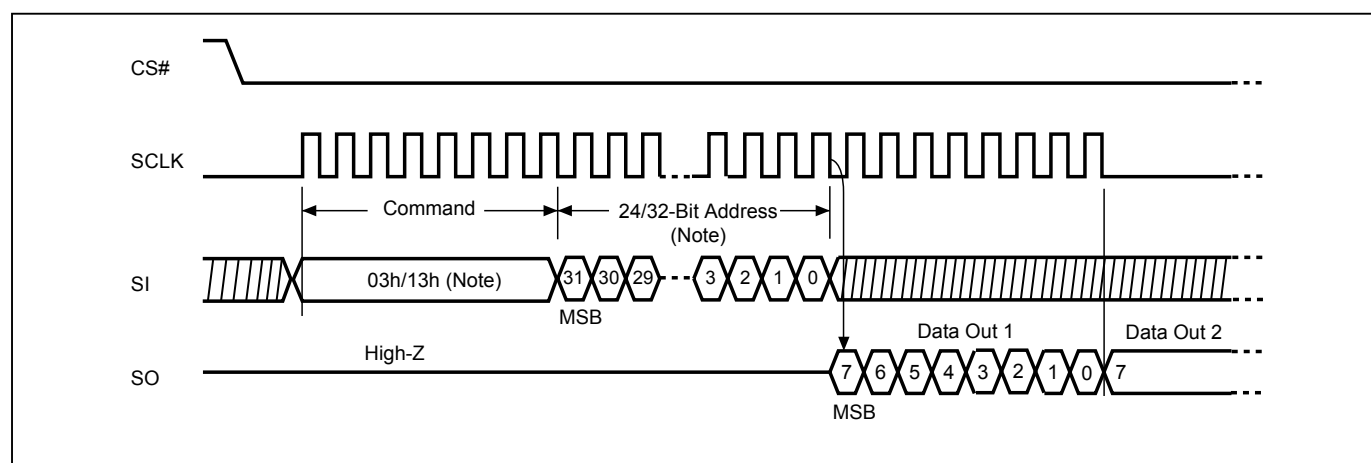 CS#
SCLK
Command
24/32-Bit Address
(Note)
SI
03h/13h (Note)
31 30 29 3 2 1 0
MSB
Data Out 1
Data Out 2
High-Z
SO
7 6 5 4 3 2 1 0 7
MSB